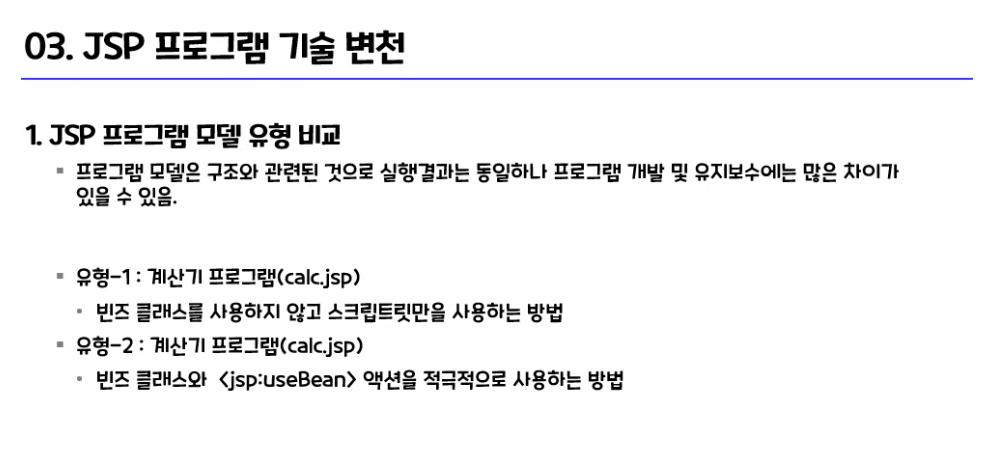 03. JSP 프로그램 기술 변천
1. JSP 프로그램 모델 유형 비교
▪ 프로그램 모델은 구조와 관련된 것으로 실행결과는 동일하나 프로그램 개발 및 유지보수에는 많은 차이가
있을 수 있음.
▪ 유형-1 : 계산기 프로그램(calc.jsp)
• 빈즈 클래스를 사용하지 않고 스크립트릿만을 사용하는 방법
▪ 유형-2 : 계산기 프로그램(calc.jsp)
• 빈즈 클래스와 <jsp:useBean> 액션을 적극적으로 사용하는 방법